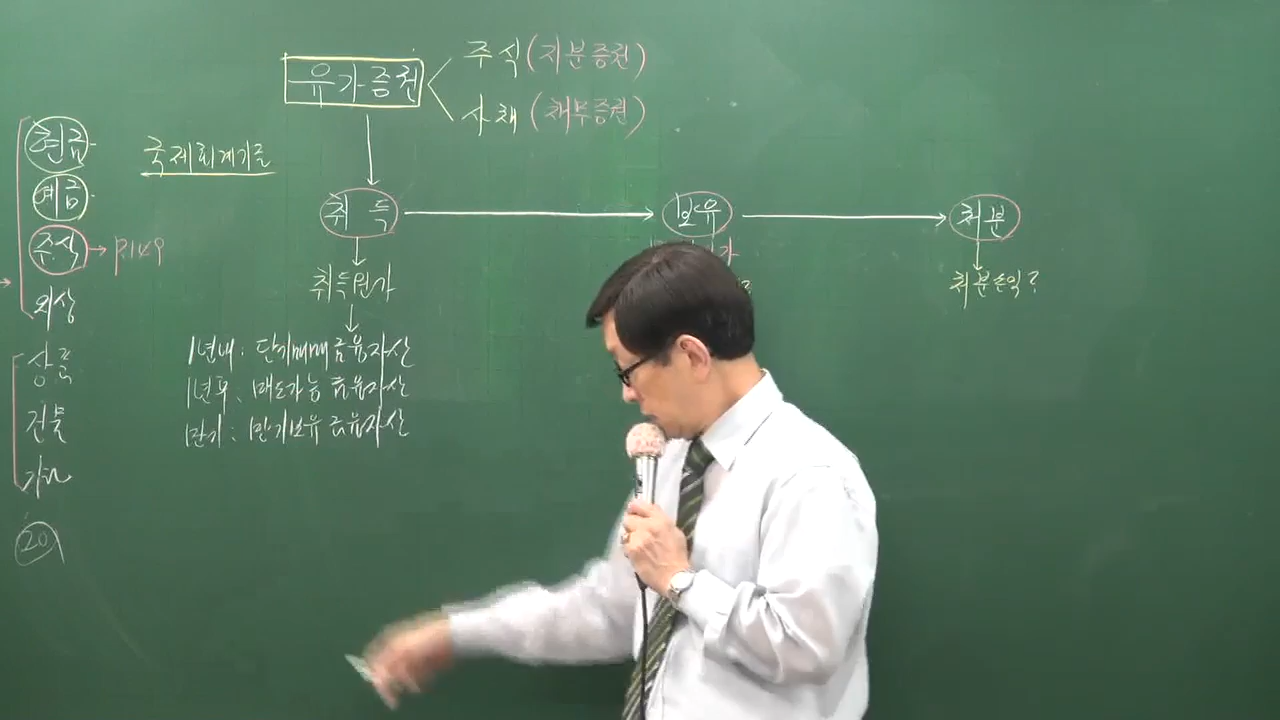 유가증권
주식(지분증권)
사채(채무증권)
현금
예금
주식 → P149
외상
상품
건물
기타
20
국제회계기준
취득
취득원가
1년내: 단기매매금융자산
1년후: 매도가능금융자산
만기: 만기보유금융자산
보유
가
?
처분
처분손익?